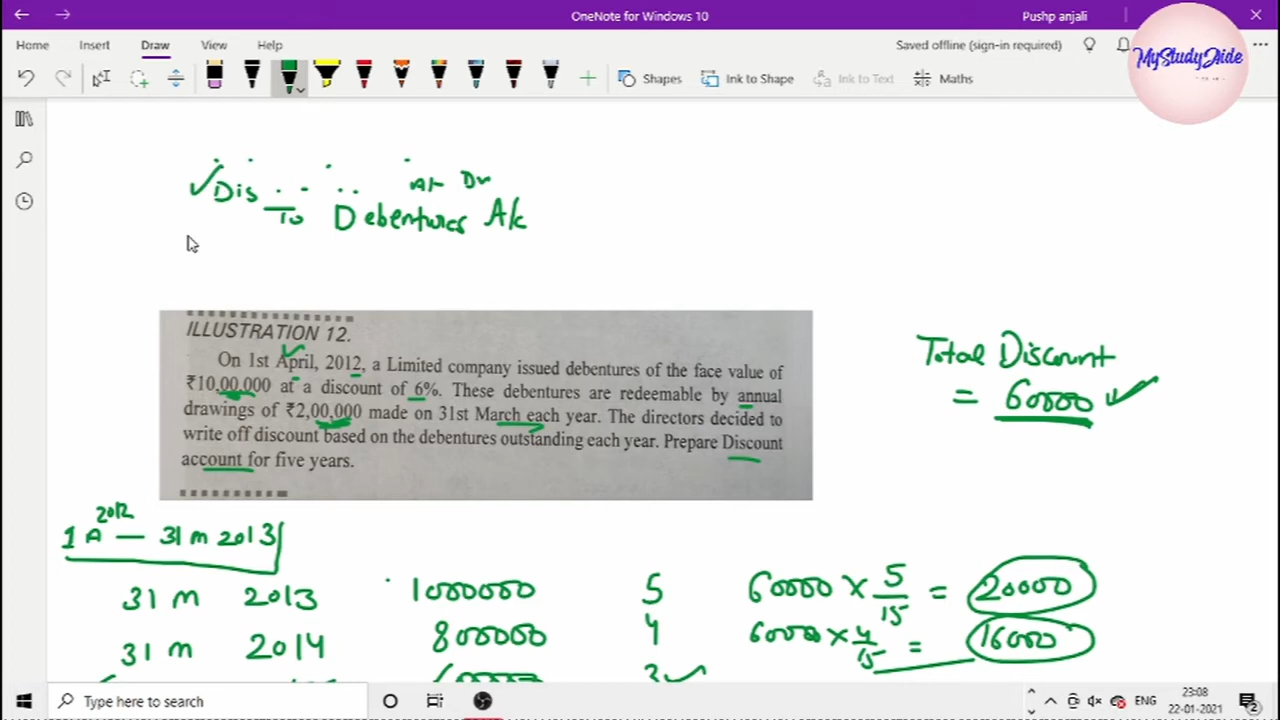 OneNote for Windows 10
Pushp anjali
Home Insert Draw View Help
Saved offline (sign-in required)
MyStudyAide
Shapes Ink to Shape Ink to Text Maths
Dis A/c Dr
To Debentures A/c
ILLUSTRATION 12.
On 1st April, 2012, a Limited company issued debentures of the face value of
₹10,00,000 at a discount of 6%. These debentures are redeemable by annual
drawings of ₹2,00,000 made on 31st March each year. The directors decided to
write off discount based on the debentures outstanding each year. Prepare Discount
account for five years.
Total Discount
= 60000
1 A 2012 — 31 m 2013
31 m 2013 1000000 5 60000 × 5/15 = 20000
31 m 2014 800000 4 60000 × 4/15 = 16000
3
Type here to search
ENG
23:08
22-01-2021
2